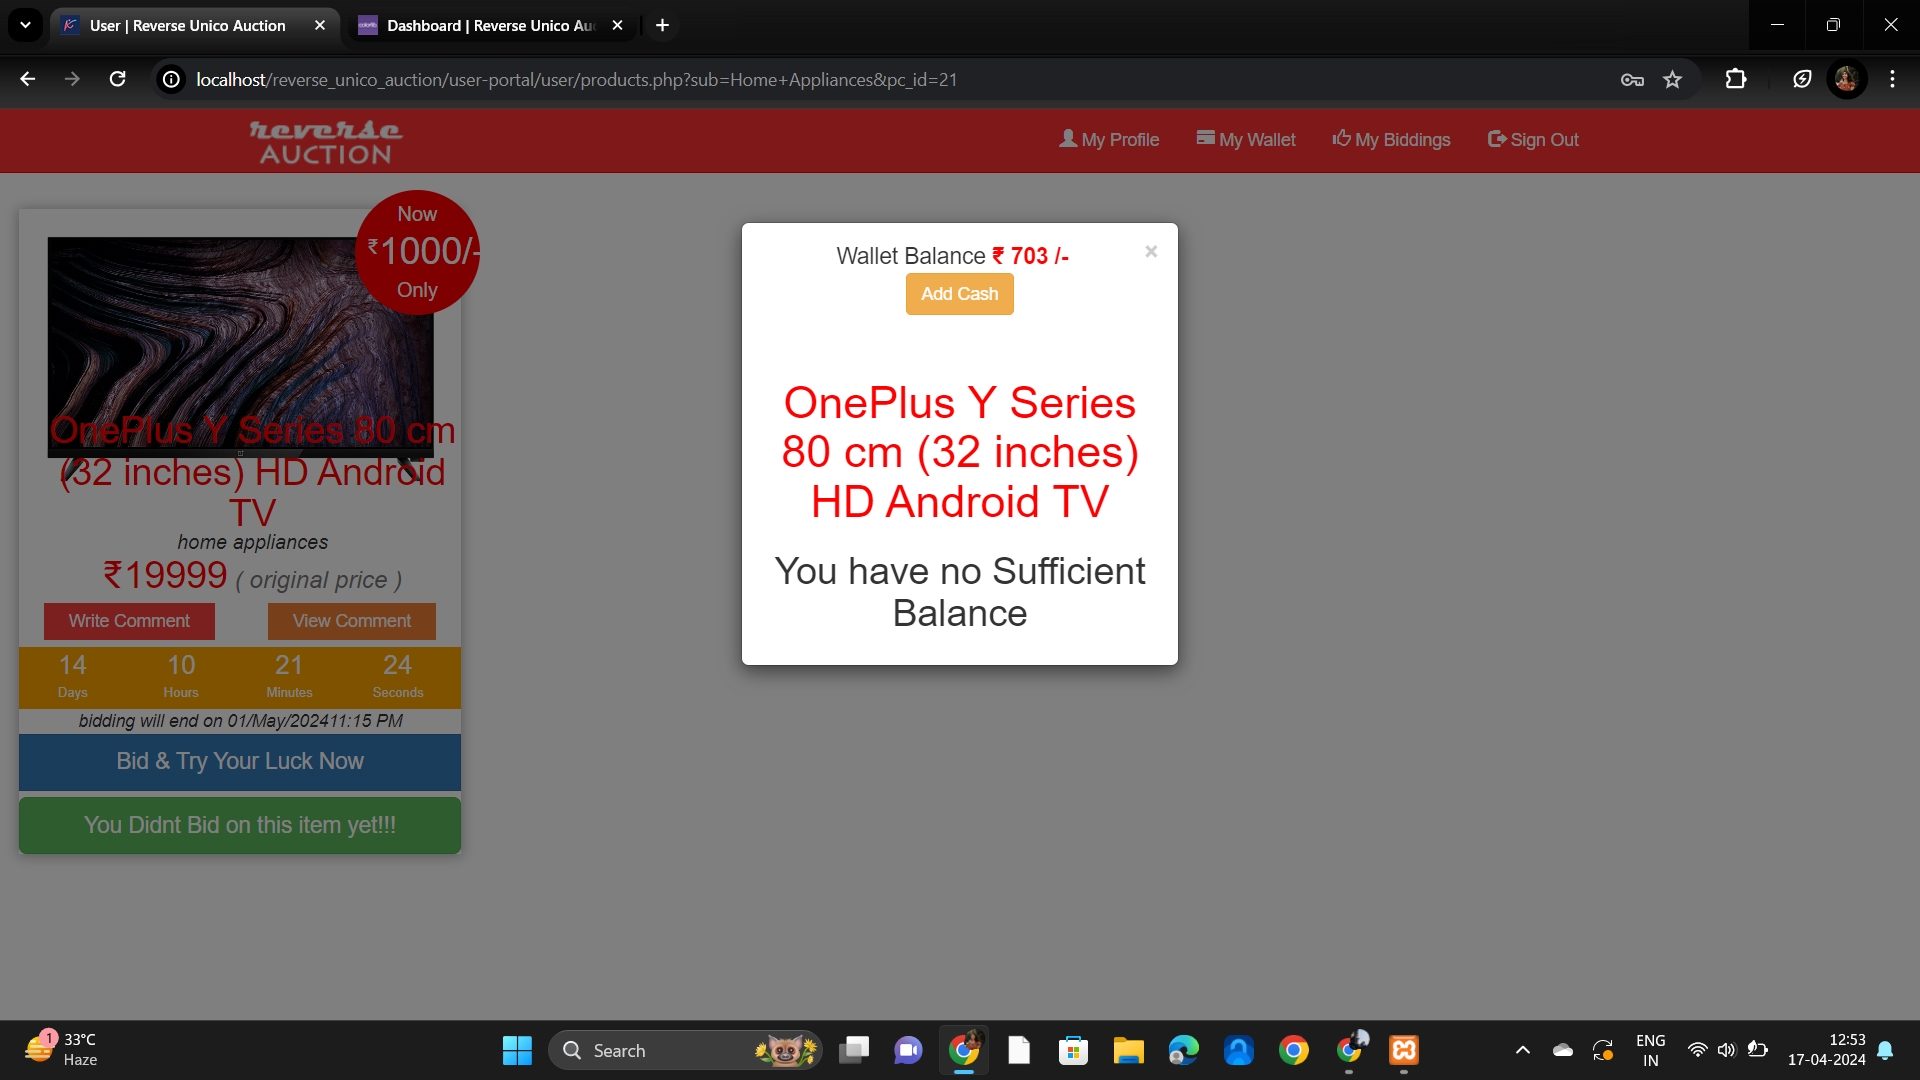 User | Reverse Unico Auction
Dashboard | Reverse Unico Au
localhost/reverse_unico_auction/user-portal/user/products.php?sub=Home+Appliances&pc_id=21
reverse
AUCTION
My Profile
My Wallet
My Biddings
Sign Out
Now
₹1000/-
Only
OnePlus Y Series 80 cm
(32 inches) HD Android
TV
home appliances
₹19999 ( original price )
Write Comment
View Comment
14 10 21 24
Days Hours Minutes Seconds
bidding will end on 01/May/202411:15 PM
Bid & Try Your Luck Now
You Didnt Bid on this item yet!!!
Wallet Balance ₹ 703 /-
×
Add Cash
OnePlus Y Series
80 cm (32 inches)
HD Android TV
You have no Sufficient
Balance
1
33°C
Haze
Search
ENG
IN
12:53
17-04-2024